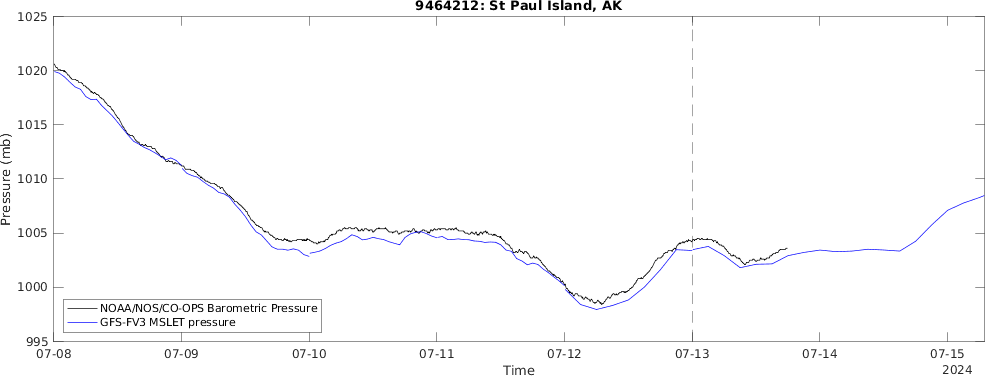 9464212: St Paul Island, AK
1025
1020
1015
1010
1005
1000
995
Pressure (mb)
NOAA/NOS/CO-OPS Barometric Pressure
GFS-FV3 MSLET pressure
07-08 07-09 07-10 07-11 07-12 07-13 07-14 07-15
Time
2024